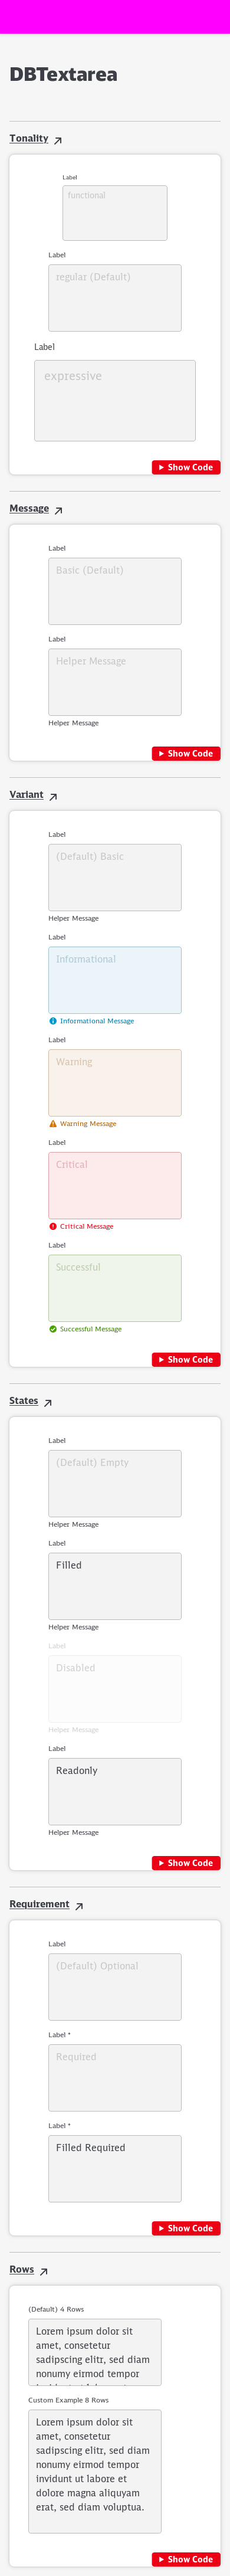 DBTextarea
Tonality
Label
functional
Label
regular (Default)
Label
expressive
Show Code
Message
Label
Basic (Default)
Label
Helper Message
Helper Message
Show Code
Variant
Label
(Default) Basic
Helper Message
Label
Informational
Informational Message
Label
Warning
Warning Message
Label
Critical
Critical Message
Label
Successful
Successful Message
Show Code
States
Label
(Default) Empty
Helper Message
Label
Filled
Helper Message
Label
Disabled
Helper Message
Label
Readonly
Helper Message
Show Code
Requirement
Label
(Default) Optional
Label *
Required
Label *
Filled Required
Show Code
Rows
(Default) 4 Rows
Lorem ipsum dolor sit
amet, consetetur
sadipscing elitr, sed diam
nonumy eirmod tempor
Custom Example 8 Rows
Lorem ipsum dolor sit
amet, consetetur
sadipscing elitr, sed diam
nonumy eirmod tempor
invidunt ut labore et
dolore magna aliquyam
erat, sed diam voluptua.
Show Code